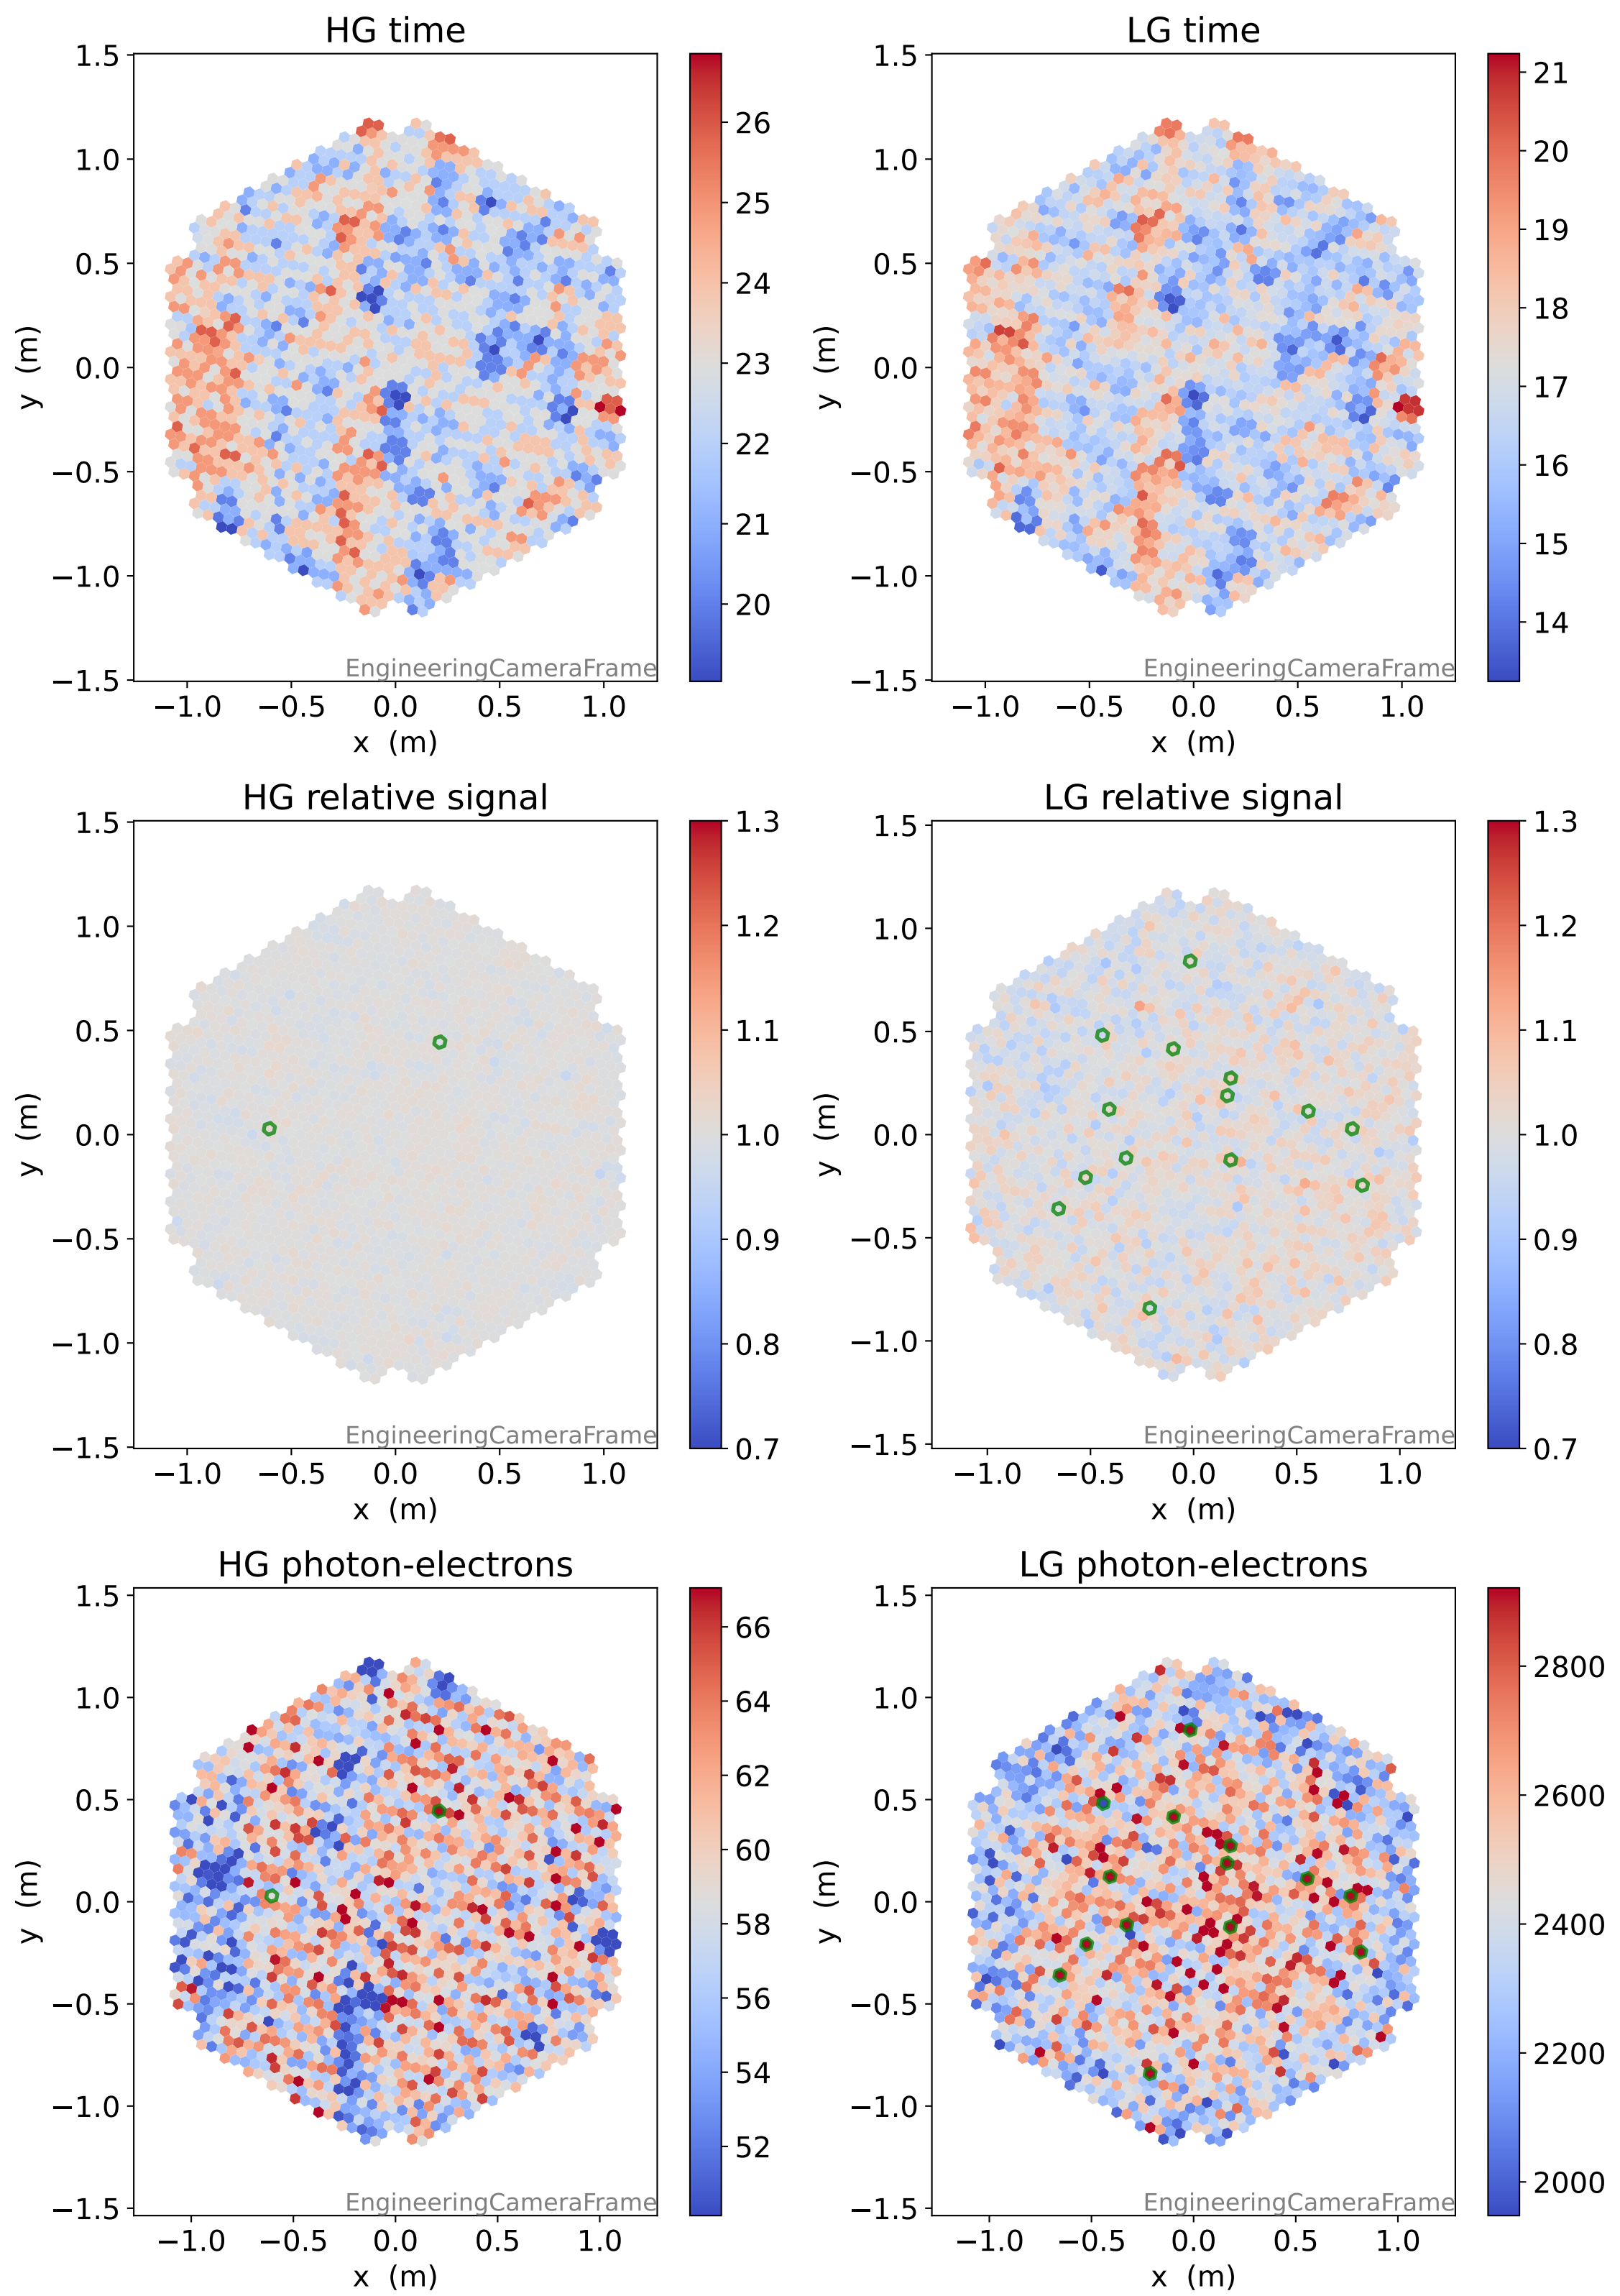 HG time
1.5
1.0
0.5
0.0
−0.5
−1.0
−1.5
y (m)
−1.0 −0.5 0.0 0.5 1.0
x (m)
EngineeringCameraFrame
26
25
24
23
22
21
20
LG time
1.5
1.0
0.5
0.0
−0.5
−1.0
−1.5
y (m)
−1.0 −0.5 0.0 0.5 1.0
x (m)
EngineeringCameraFrame
21
20
19
18
17
16
15
14
HG relative signal
1.5
1.0
0.5
0.0
−0.5
−1.0
−1.5
y (m)
−1.0 −0.5 0.0 0.5 1.0
x (m)
EngineeringCameraFrame
1.3
1.2
1.1
1.0
0.9
0.8
0.7
LG relative signal
1.5
1.0
0.5
0.0
−0.5
−1.0
−1.5
y (m)
−1.0 −0.5 0.0 0.5 1.0
x (m)
EngineeringCameraFrame
1.3
1.2
1.1
1.0
0.9
0.8
0.7
HG photon-electrons
1.5
1.0
0.5
0.0
−0.5
−1.0
−1.5
y (m)
−1.0 −0.5 0.0 0.5 1.0
x (m)
EngineeringCameraFrame
66
64
62
60
58
56
54
52
LG photon-electrons
1.5
1.0
0.5
0.0
−0.5
−1.0
−1.5
y (m)
−1.0 −0.5 0.0 0.5 1.0
x (m)
EngineeringCameraFrame
2800
2600
2400
2200
2000